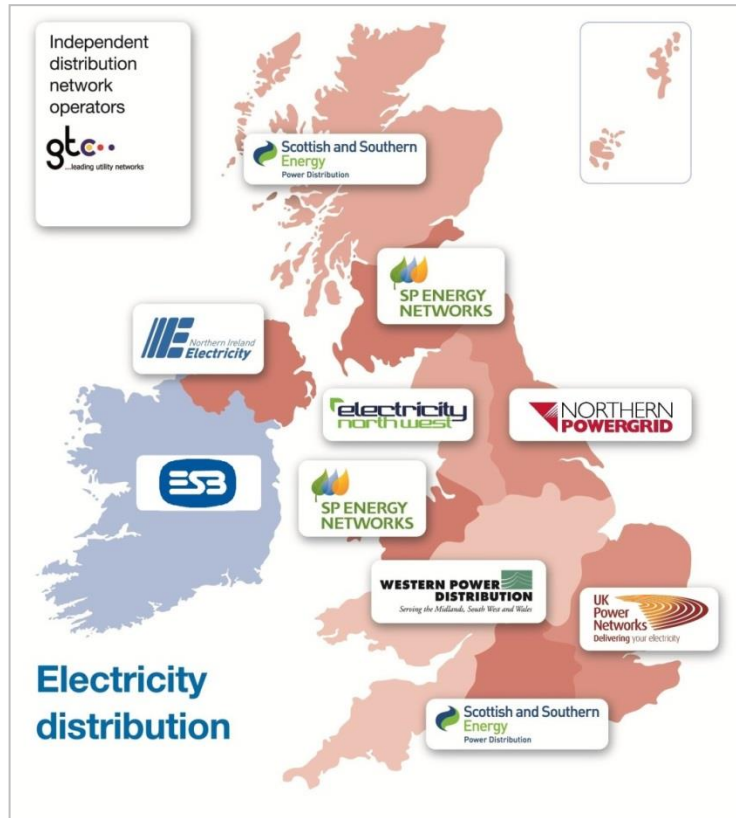 Independent
distribution
network
operators
gtc
...leading utility networks
Scottish and Southern
Energy
Power Distribution
SP ENERGY
NETWORKS
Northern Ireland
Electricity
electricity
northwest
NORTHERN
POWERGRID
ESB
SP ENERGY
NETWORKS
WESTERN POWER
DISTRIBUTION
Serving the Midlands, South West and Wales
UK
Power
Networks
Delivering your electricity
Electricity
distribution
Scottish and Southern
Energy
Power Distribution